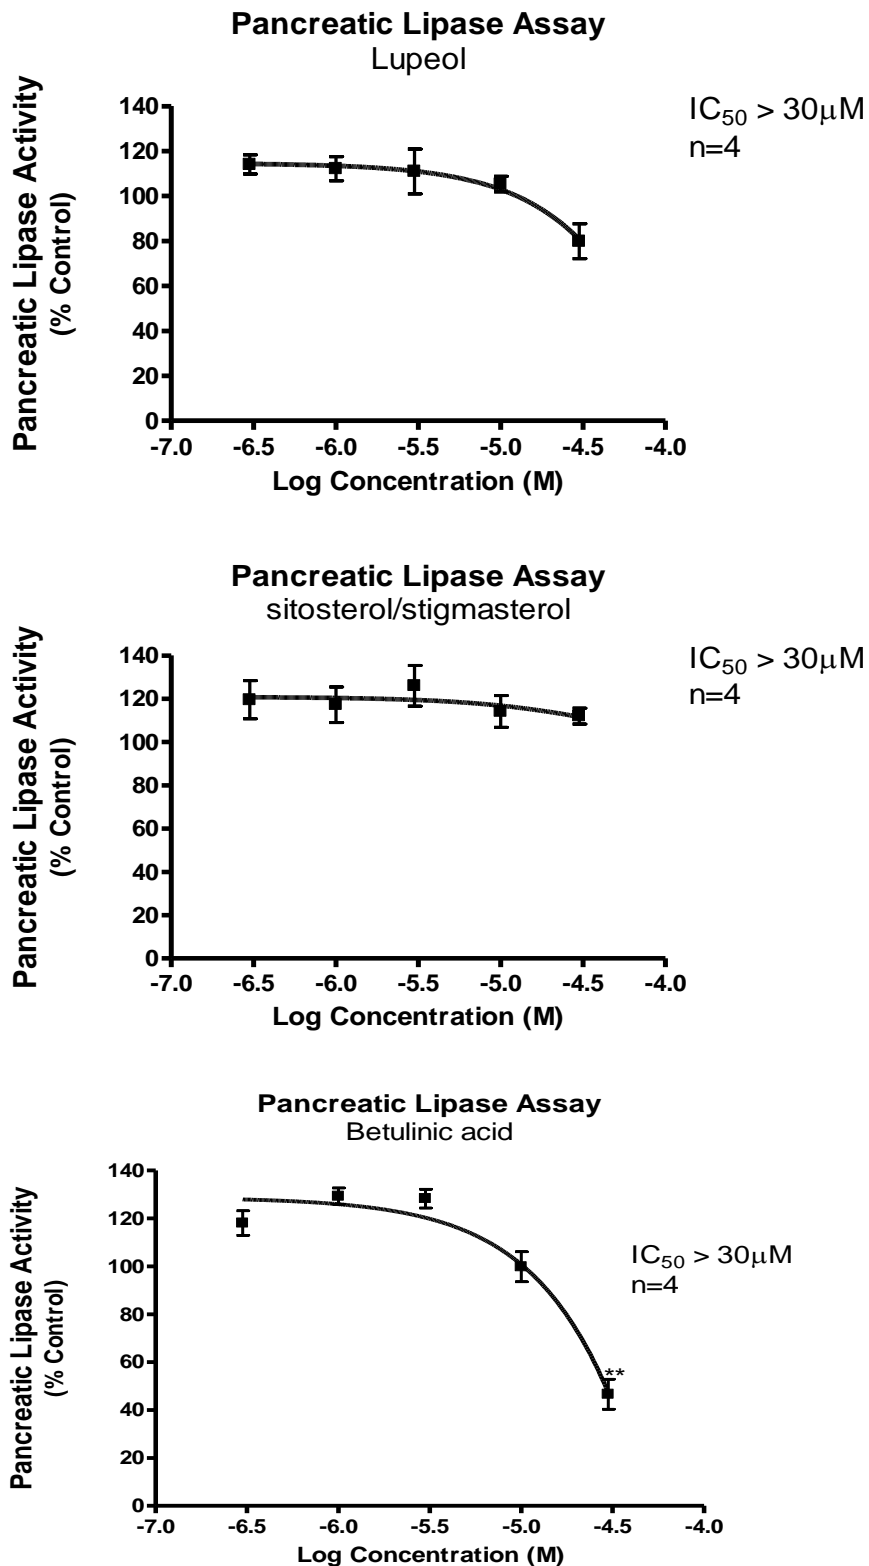 Pancreatic Lipase Assay
Lupeol
Pancreatic Lipase Activity
(% Control)
140
120
100
80
60
40
20
0
-7.0 -6.5 -6.0 -5.5 -5.0 -4.5 -4.0
Log Concentration (M)
IC50 > 30μM
n=4
Pancreatic Lipase Assay
sitosterol/stigmasterol
Pancreatic Lipase Activity
(% Control)
140
120
100
80
60
40
20
0
-7.0 -6.5 -6.0 -5.5 -5.0 -4.5 -4.0
Log Concentration (M)
IC50 > 30μM
n=4
Pancreatic Lipase Assay
Betulinic acid
Pancreatic Lipase Activity
(% Control)
140
120
100
80
60
40
20
0
-7.0 -6.5 -6.0 -5.5 -5.0 -4.5 -4.0
Log Concentration (M)
IC50 > 30μM
n=4
**